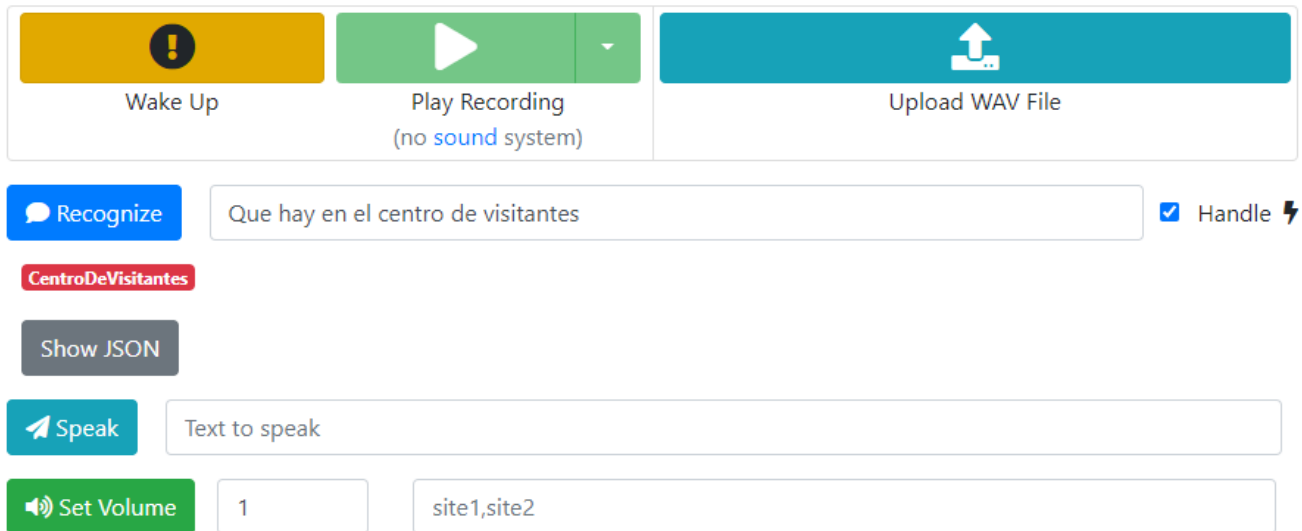 Wake Up
Play Recording
(no sound system)
Upload WAV File
Recognize
Que hay en el centro de visitantes
Handle
CentroDeVisitantes
Show JSON
Speak
Text to speak
Set Volume
1
site1,site2